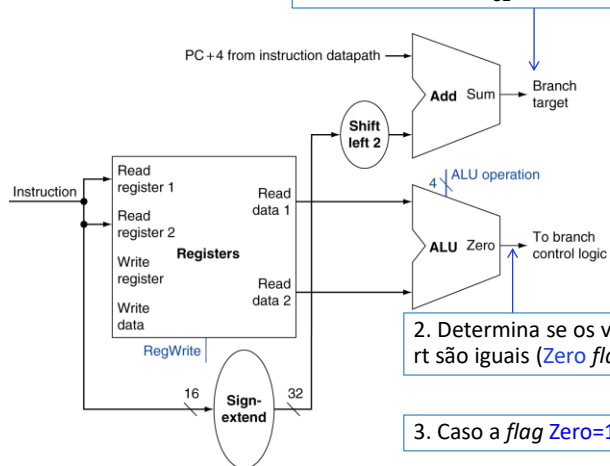 PC+4 from instruction datapath
Add Sum
Branch
target
Shift
left 2
4
ALU operation
Instruction
Read
register 1
Read
register 2
Write
register
Write
data
Registers
Read
data 1
Read
data 2
ALU Zero
To branch
control logic
RegWrite
16
Sign-
extend
32
2. Determina se os v
rt são iguais (Zero fla
3. Caso a flag Zero=1